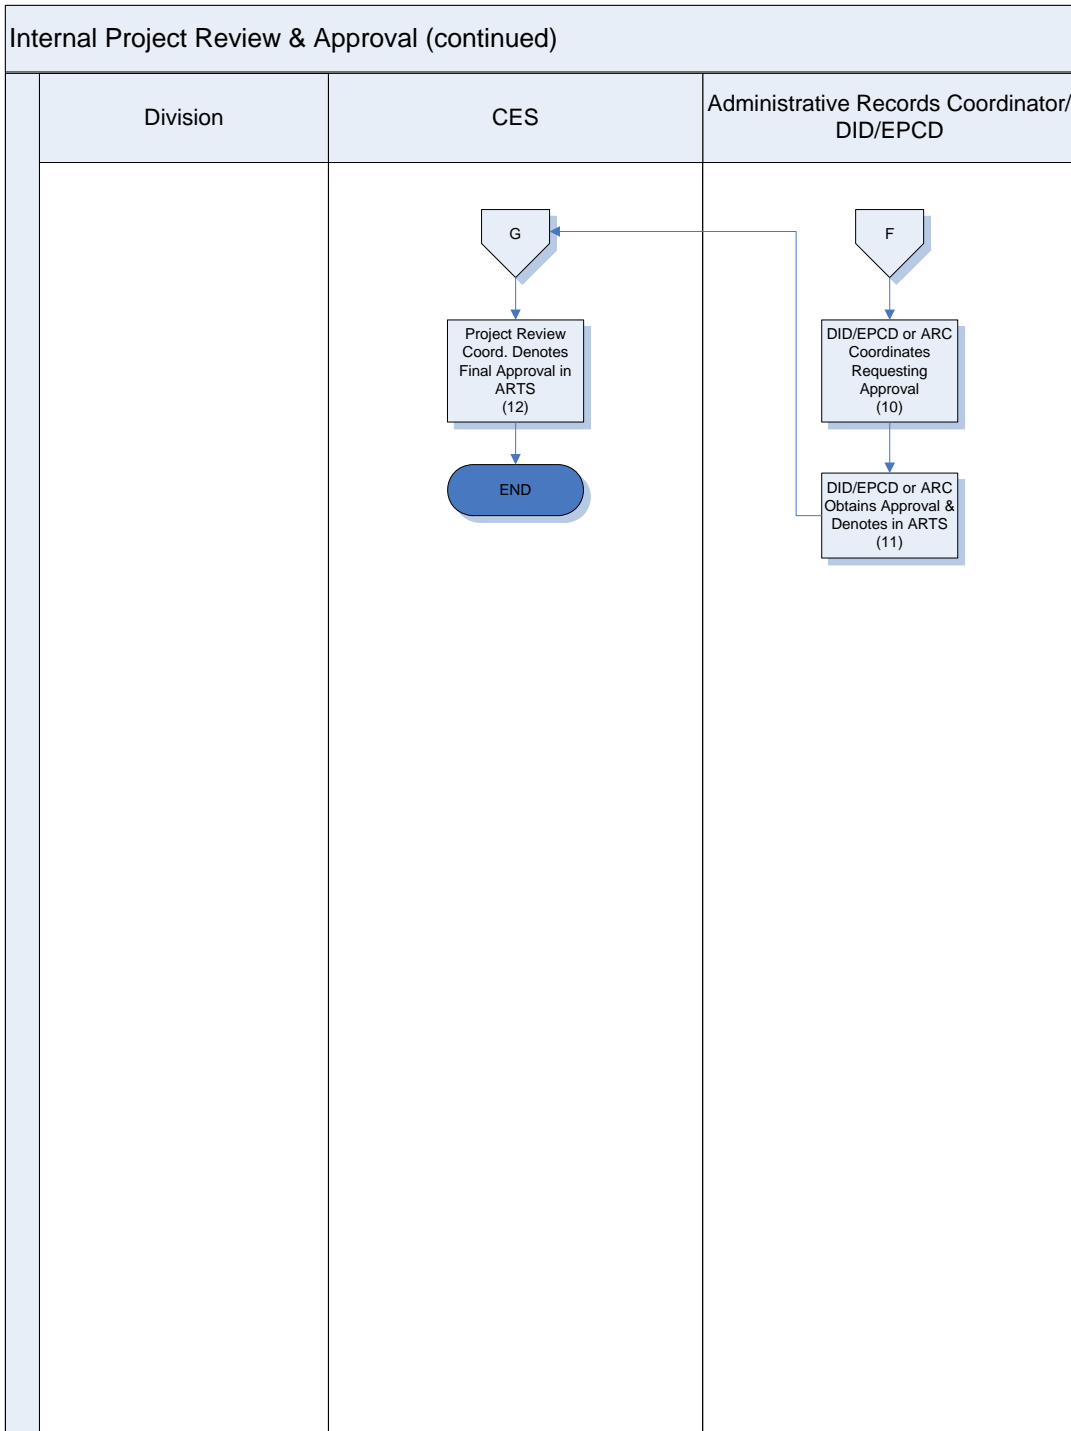 Internal Project Review & Approval (continued)
Division
CES
Administrative Records Coordinator/
DID/EPCD
G
F
Project Review
Coord. Denotes
Final Approval in
ARTS
(12)
DID/EPCD or ARC
Coordinates
Requesting
Approval
(10)
END
DID/EPCD or ARC
Obtains Approval &
Denotes in ARTS
(11)